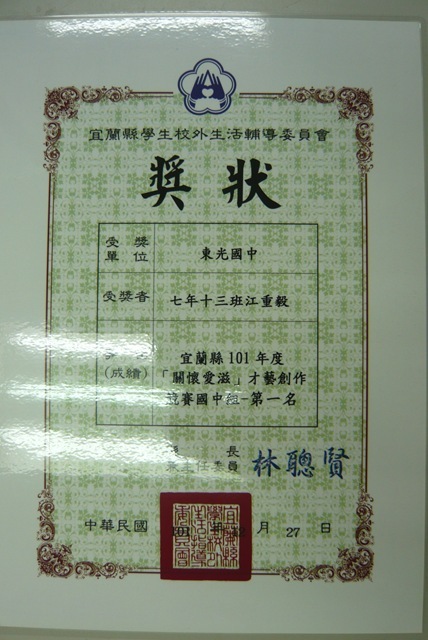 宜蘭縣學生校外生活輔導委員會
獎狀
受獎單位
東光國中
受獎者
七年十三班江重毅
(成績)
宜蘭縣101年度
「關懷愛滋」才藝創作
競賽國中組-第一名
長
兼主任委員
林聰賢
中華民國 101 年 12 月 27 日